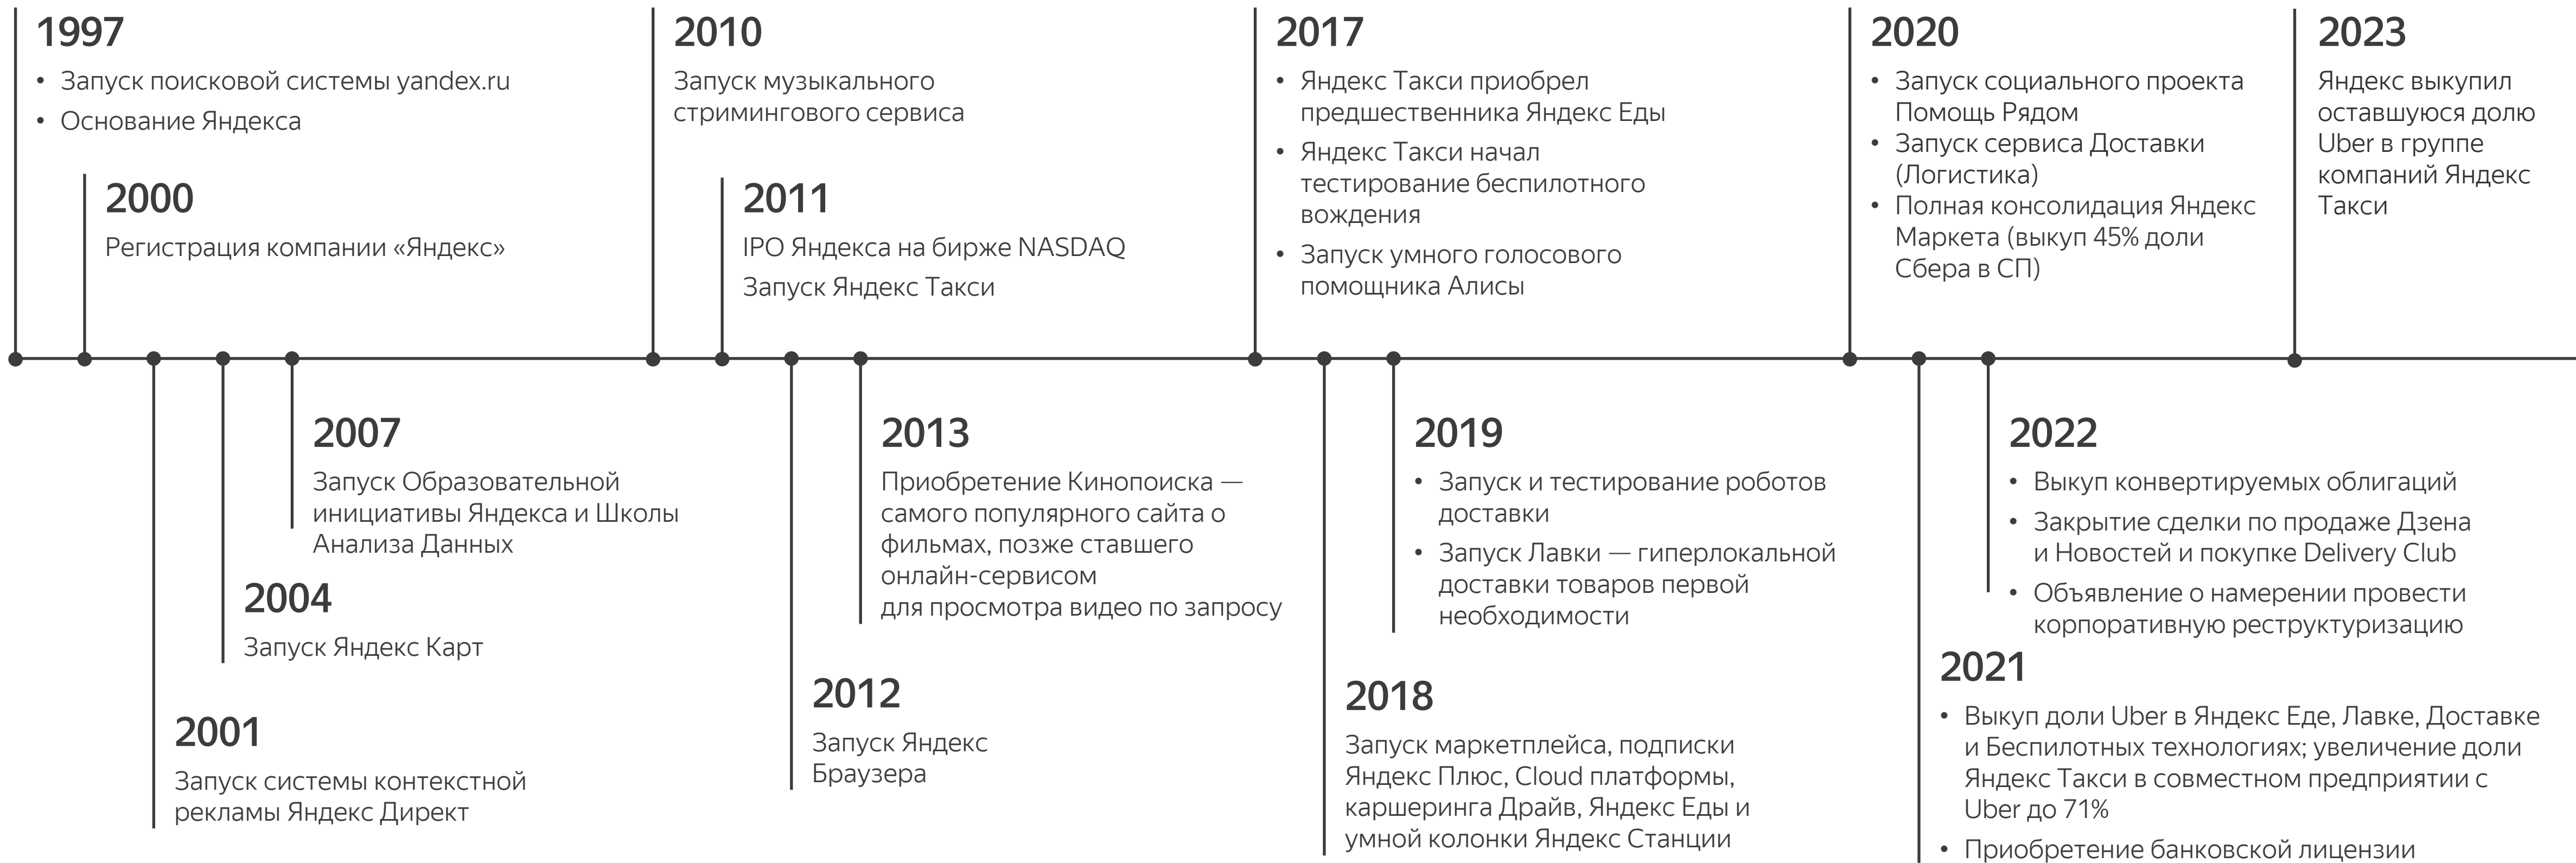 1997
• Запуск поисковой системы yandex.ru
• Основание Яндекса
2000
Регистрация компании «Яндекс»
2001
Запуск системы контекстной
рекламы Яндекс Директ
2004
Запуск Яндекс Карт
2007
Запуск Образовательной
инициативы Яндекса и Школы
Анализа Данных
2010
Запуск музыкального
стримингового сервиса
2011
IPO Яндекса на бирже NASDAQ
Запуск Яндекс Такси
2012
Запуск Яндекс
Браузера
2013
Приобретение Кинопоиска —
самого популярного сайта о
фильмах, позже ставшего
онлайн-сервисом
для просмотра видео по запросу
2017
• Яндекс Такси приобрел
предшественника Яндекс Еды
• Яндекс Такси начал
тестирование беспилотного
вождения
• Запуск умного голосового
помощника Алисы
2018
Запуск маркетплейса, подписки
Яндекс Плюс, Cloud платформы,
каршеринга Драйв, Яндекс Еды и
умной колонки Яндекс Станции
2019
• Запуск и тестирование роботов
доставки
• Запуск Лавки — гиперлокальной
доставки товаров первой
необходимости
2020
• Запуск социального проекта
Помощь Рядом
• Запуск сервиса Доставки
(Логистика)
• Полная консолидация Яндекс
Маркета (выкуп 45% доли
Сбера в СП)
2021
• Выкуп доли Uber в Яндекс Еде, Лавке, Доставке
и Беспилотных технологиях; увеличение доли
Яндекс Такси в совместном предприятии с
Uber до 71%
• Приобретение банковской лицензии
2022
• Выкуп конвертируемых облигаций
• Закрытие сделки по продаже Дзена
и Новостей и покупке Delivery Club
• Объявление о намерении провести
корпоративную реструктуризацию
2023
Яндекс выкупил
оставшуюся долю
Uber в группе
компаний Яндекс
Такси